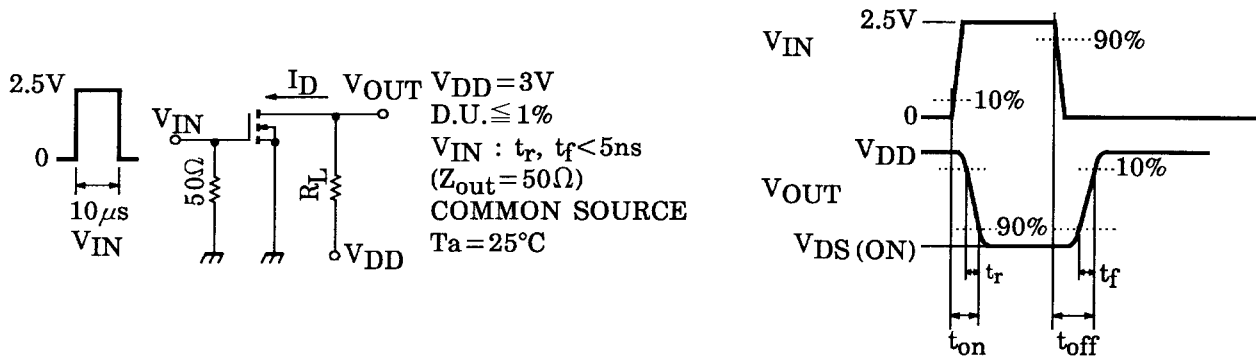 2.5V
0
10μs
VIN
VIN
50Ω
ID
VOUT
RL
VDD
VDD=3V
D.U.≦1%
VIN : tr, tf<5ns
(Zout=50Ω)
COMMON SOURCE
Ta=25°C
2.5V
VIN
90%
10%
0
VDD
VOUT
10%
90%
VDS (ON)
tr
tf
ton
toff